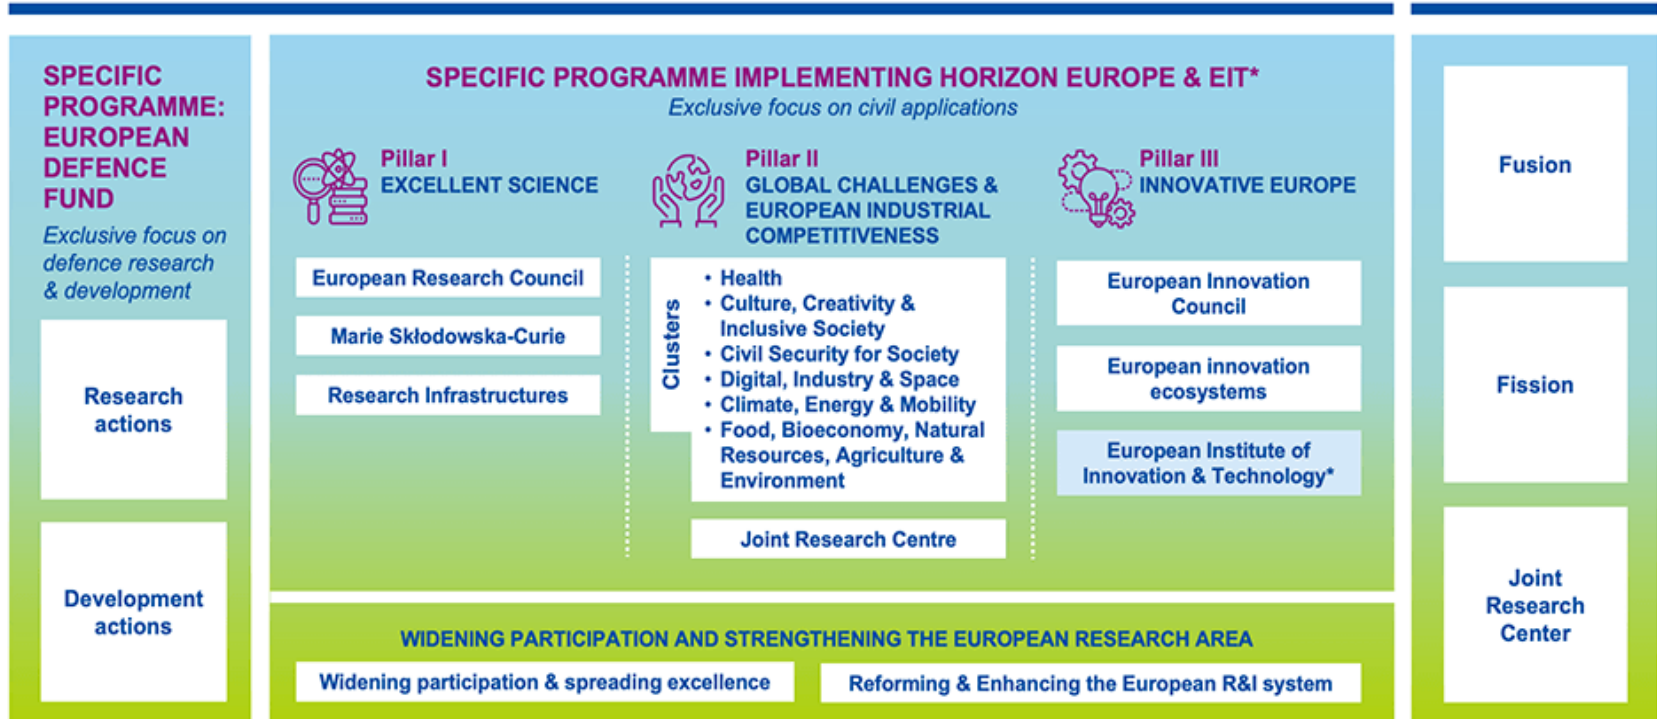 SPECIFIC
PROGRAMME:
EUROPEAN
DEFENCE
FUND
Exclusive focus on
defence research
& development
Research
actions
Development
actions
SPECIFIC PROGRAMME IMPLEMENTING HORIZON EUROPE & EIT*
Exclusive focus on civil applications
Pillar I
EXCELLENT SCIENCE
European Research Council
Marie Skłodowska-Curie
Research Infrastructures
Pillar II
GLOBAL CHALLENGES &
EUROPEAN INDUSTRIAL
COMPETITIVENESS
Clusters
• Health
• Culture, Creativity &
Inclusive Society
• Civil Security for Society
• Digital, Industry & Space
• Climate, Energy & Mobility
• Food, Bioeconomy, Natural
Resources, Agriculture &
Environment
Joint Research Centre
Pillar III
INNOVATIVE EUROPE
European Innovation
Council
European innovation
ecosystems
European Institute of
Innovation & Technology*
WIDENING PARTICIPATION AND STRENGTHENING THE EUROPEAN RESEARCH AREA
Widening participation & spreading excellence
Reforming & Enhancing the European R&I system
Fusion
Fission
Joint
Research
Center